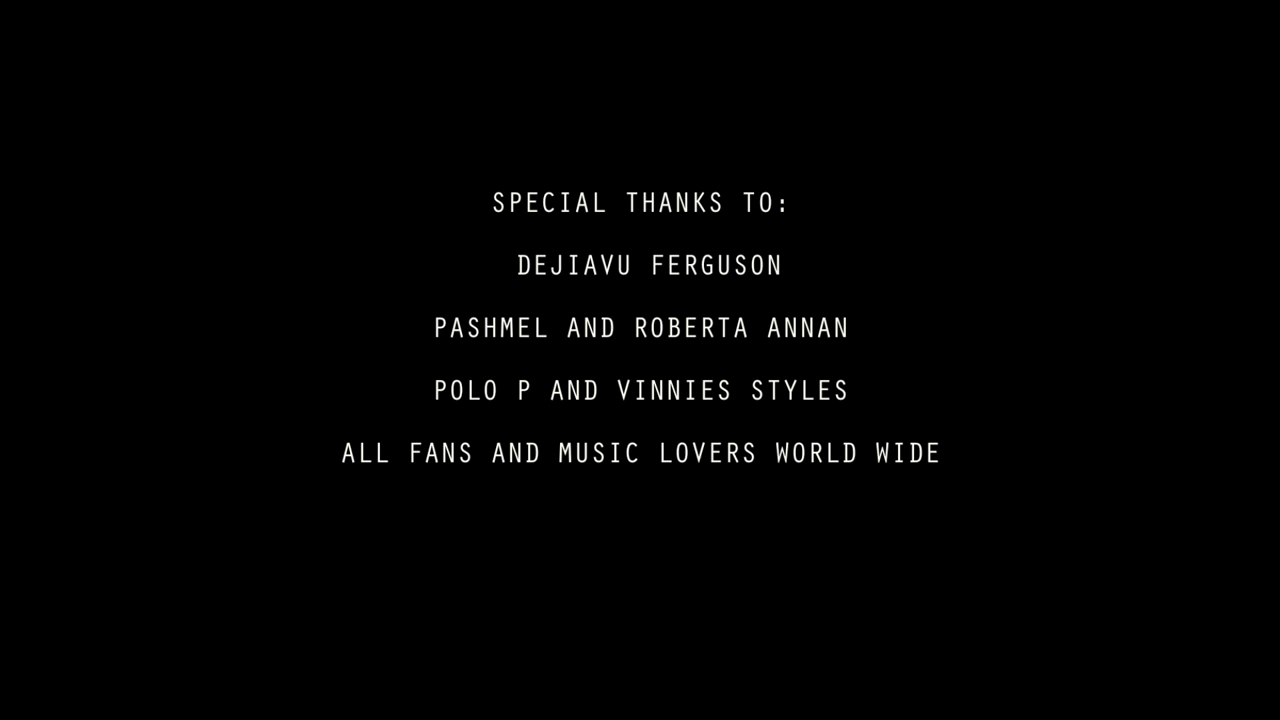 SPECIAL THANKS TO:
DEJIAVU FERGUSON
PASHMEL AND ROBERTA ANNAN
POLO P AND VINNIES STYLES
ALL FANS AND MUSIC LOVERS WORLD WIDE